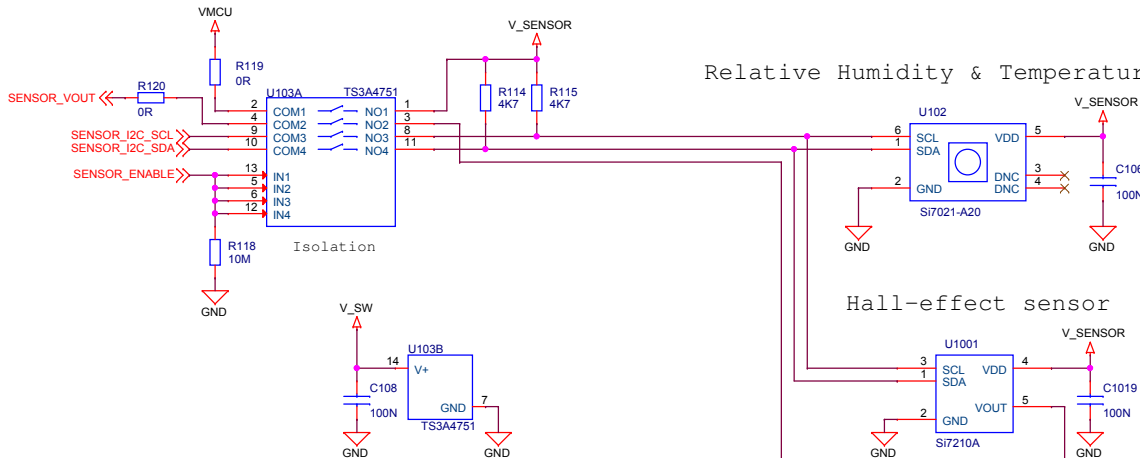 VMCU
V_SENSOR
R119
0R
R120
0R
SENSOR_VOUT
U103A
TS3A4751
2
COM1
NO1
1
4
COM2
NO2
3
SENSOR_I2C_SCL
9
COM3
NO3
8
SENSOR_I2C_SDA
10
COM4
NO4
11
SENSOR_ENABLE
13
IN1
5
IN2
6
IN3
12
IN4
R118
10M
GND
Isolation
R114
4K7
R115
4K7
Relative Humidity & Temperatur
U102
V_SENSOR
6
SCL
VDD
5
1
SDA
DNC
3
2
GND
DNC
4
Si7021-A20
C106
100N
GND
GND
V_SW
U103B
14
V+
GND
7
TS3A4751
C108
100N
GND
GND
Hall-effect sensor
U1001
V_SENSOR
3
SCL
VDD
4
1
SDA
VOUT
5
2
GND
Si7210A
C1019
100N
GND
GND